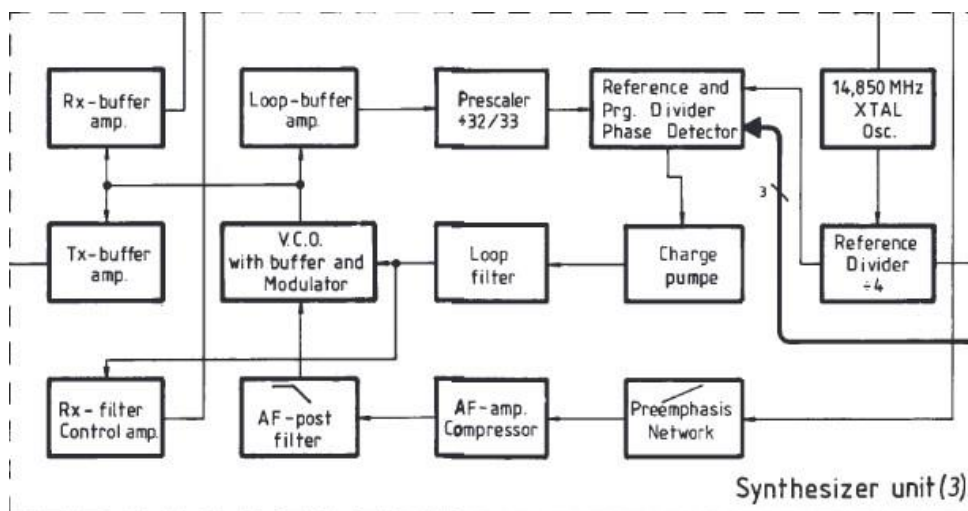 Rx-buffer
amp.
Loop-buffer
amp.
Prescaler
÷32/33
Reference and
Prg. Divider
Phase Detector
14,850 MHz
XTAL
Osc.
3
Tx-buffer
amp.
V.C.O.
with buffer and
Modulator
Loop
filter
Charge
pumpe
Reference
Divider
÷4
Rx-filter
Control amp.
AF-post
filter
AF-amp.
Compressor
Preemphasis
Network
Synthesizer unit (3)